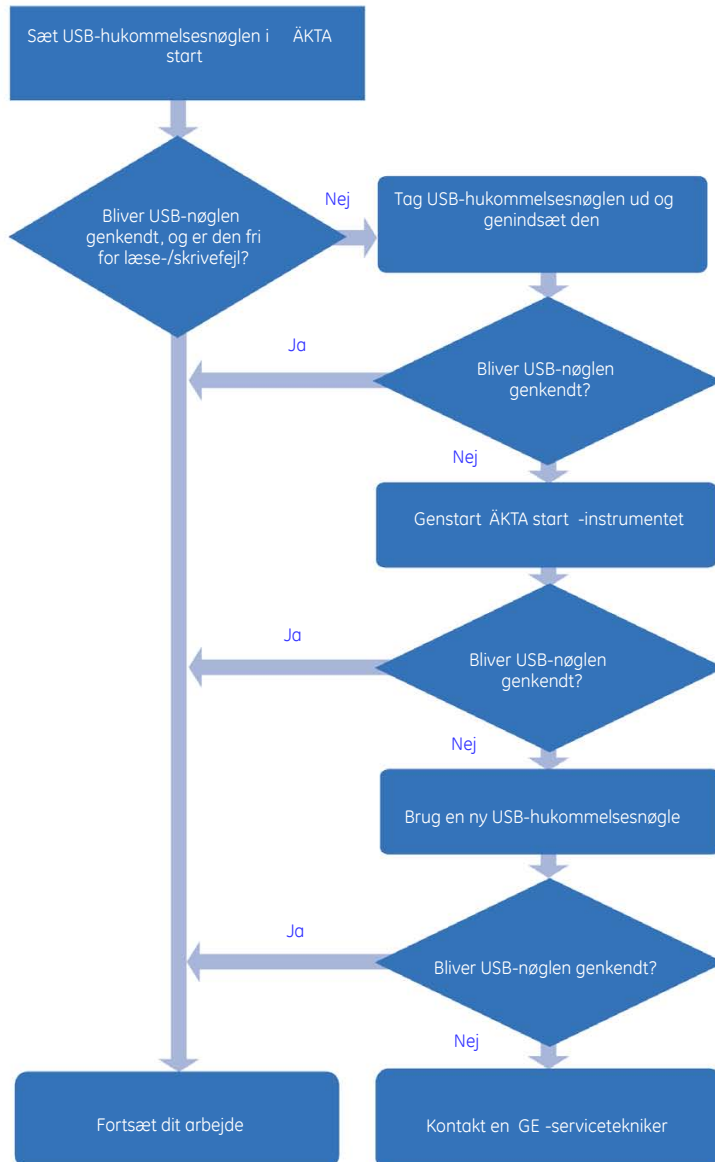 Sæt USB-hukommelsesnøglen i ÄKTA
start
Bliver USB-nøglen
genkendt, og er den fri
for læse-/skrivefejl?
Nej
Tag USB-hukommelsesnøglen ud og
genindsæt den
Ja
Bliver USB-nøglen
genkendt?
Nej
Genstart ÄKTA start -instrumentet
Ja
Bliver USB-nøglen
genkendt?
Nej
Brug en ny USB-hukommelsesnøgle
Ja
Bliver USB-nøglen genkendt?
Nej
Fortsæt dit arbejde
Kontakt en GE -servicetekniker